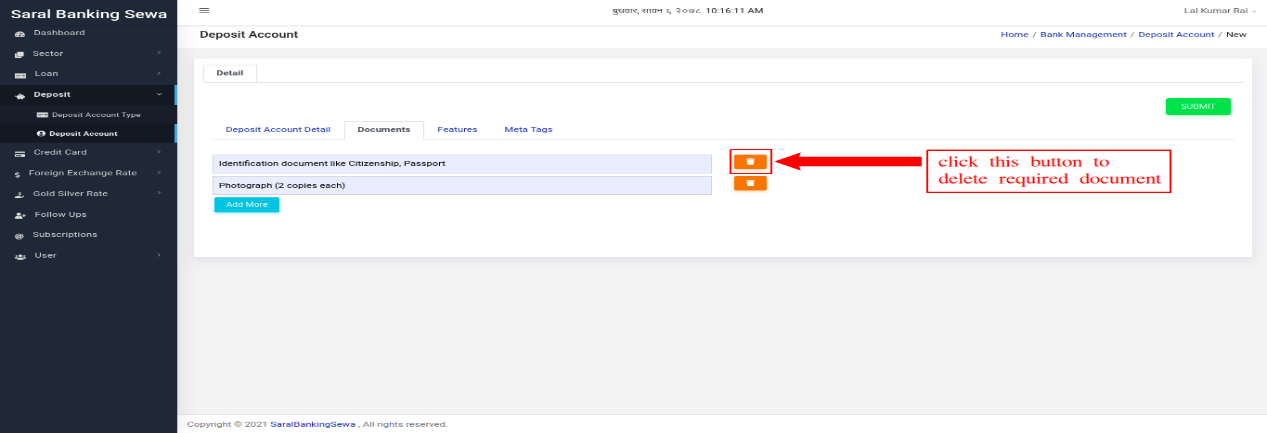 Saral Banking Sewa
बुधवार, सावन ६, २०७८ 10:16:11 AM
Lal Kumar Rai
Dashboard
Sector
Loan
Deposit
Deposit Account Type
Deposit Account
Credit Card
Foreign Exchange Rate
Gold Silver Rate
Follow Ups
Subscriptions
User
Deposit Account
Home / Bank Management / Deposit Account / New
Detail
SUBMIT
Deposit Account Detail Documents Features Meta Tags
Identification document like Citizenship, Passport
Photograph (2 copies each)
Add More
click this button to
delete required document
Copyright © 2021 SaralBankingSewa , All rights reserved.